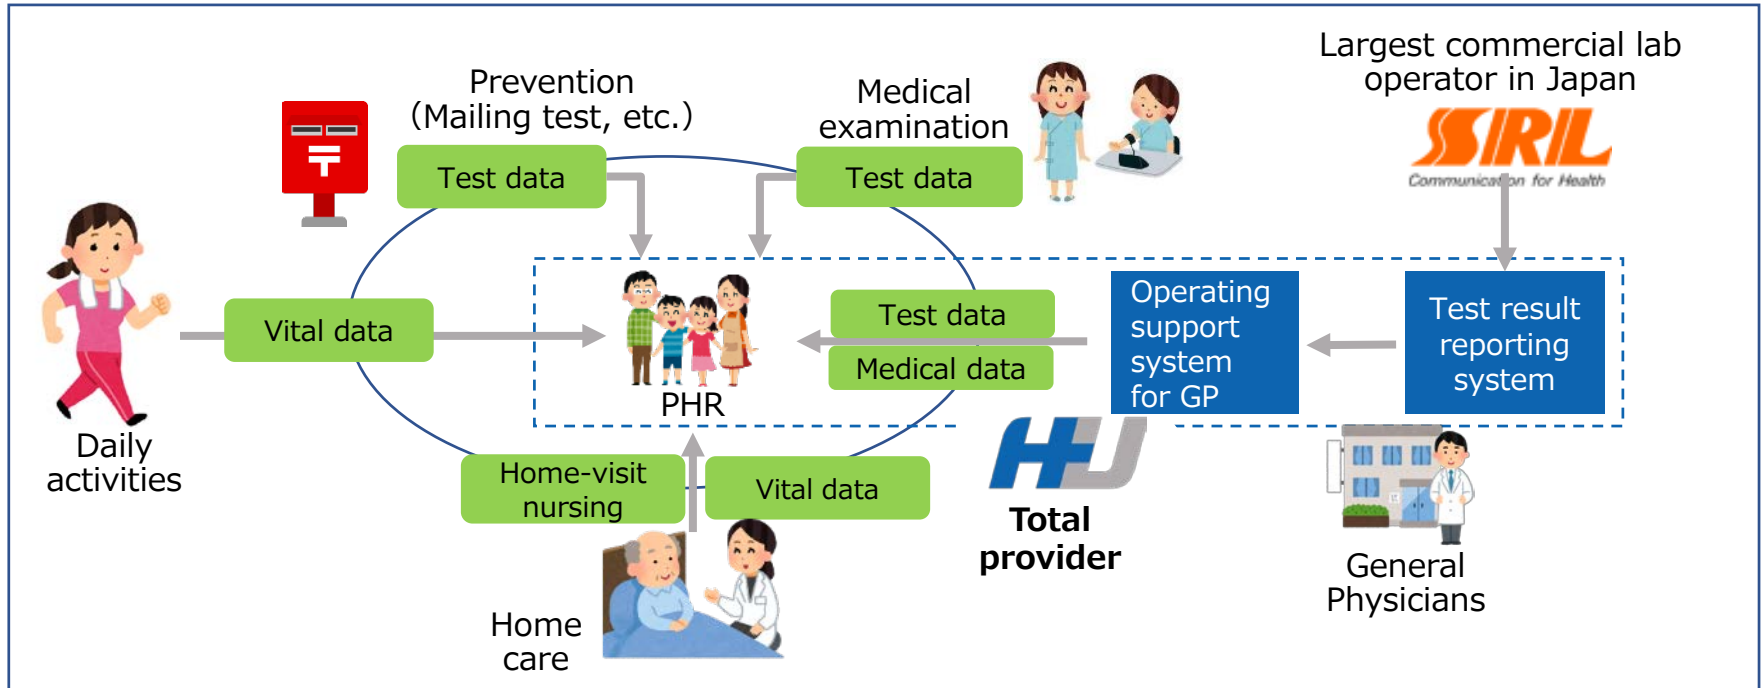 Prevention
(Mailing test, etc.)
Test data
Medical
examination
Test data
Largest commercial lab
operator in Japan
SRL
Communication for Health
〒
Daily
activities
Vital data
PHR
Test data
Medical data
Operating
support
system
for GP
Test result
reporting
system
Home-visit
nursing
Vital data
Home
care
HU
Total
provider
General
Physicians